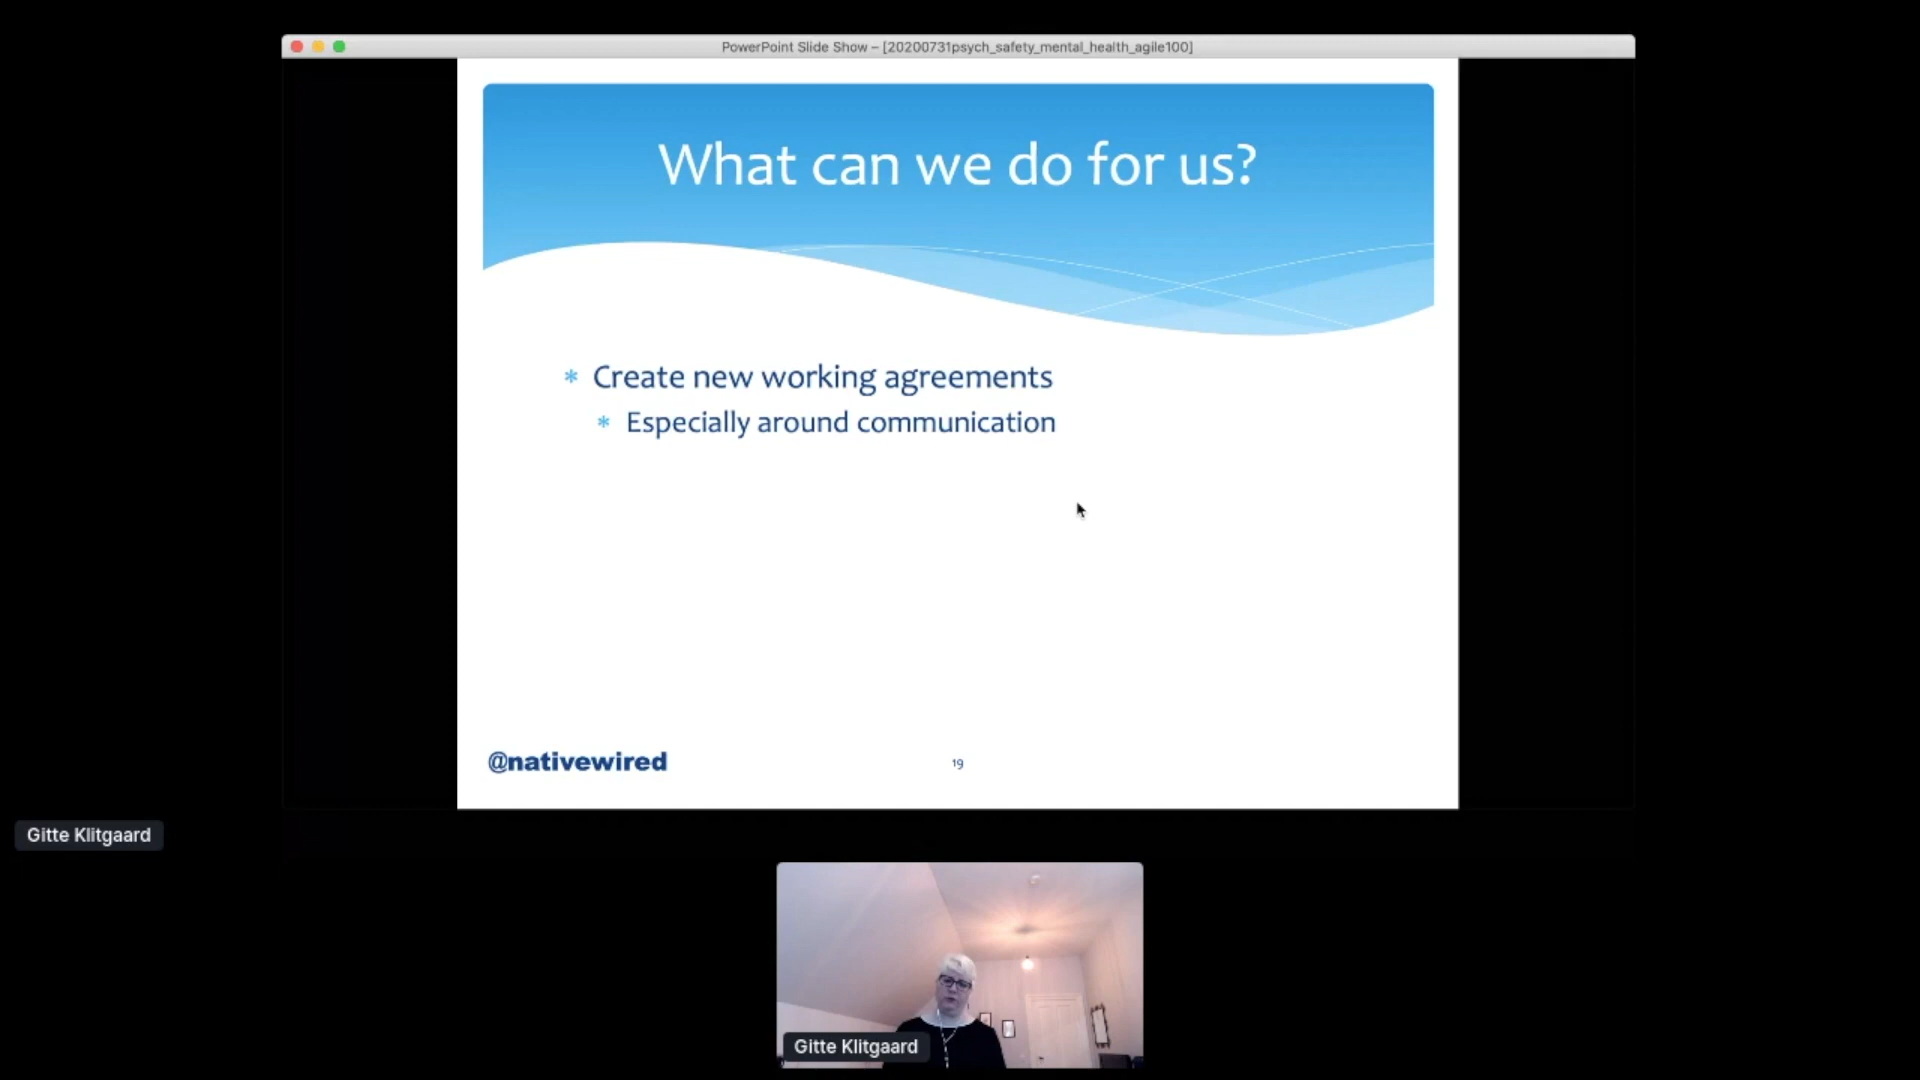 PowerPoint Slide Show – [20200731psych_safety_mental_health_agile100]
What can we do for us?
* Create new working agreements
* Especially around communication
@nativewired
19
Gitte Klitgaard
Gitte Klitgaard